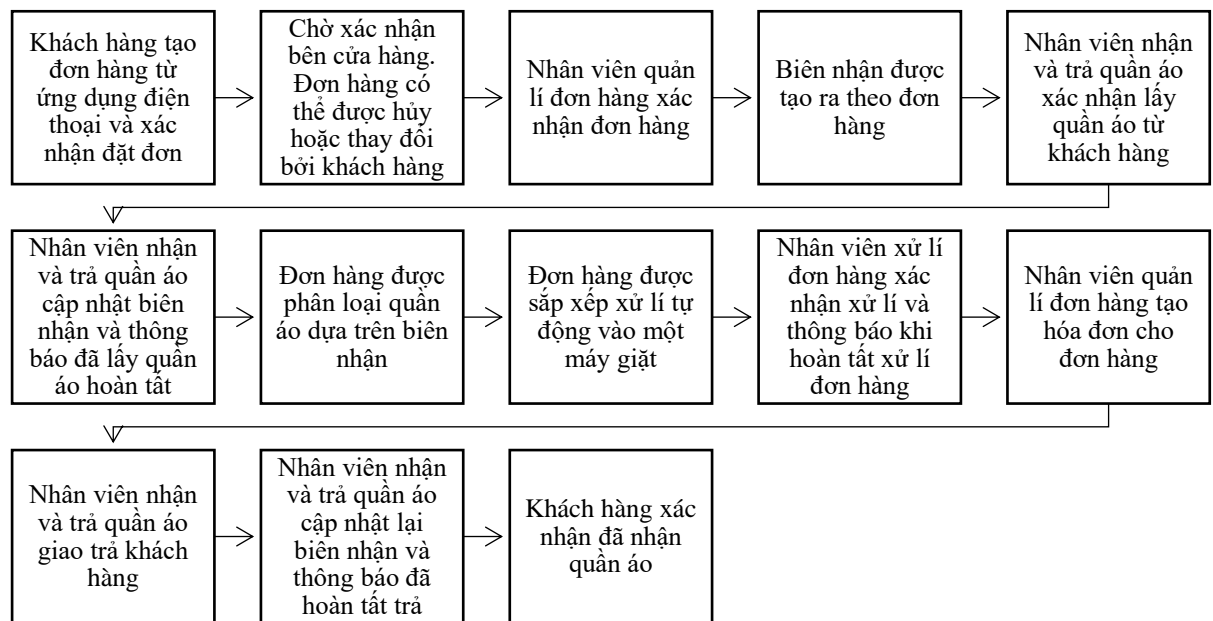 Khách hàng tạo
đơn hàng từ
ứng dụng điện
thoại và xác
nhận đặt đơn
Chờ xác nhận
bên cửa hàng.
Đơn hàng có
thể được hủy
hoặc thay đổi
bởi khách hàng
Nhân viên quản
lí đơn hàng xác
nhận đơn hàng
Biên nhận được
tạo ra theo đơn
hàng
Nhân viên nhận
và trả quần áo
xác nhận lấy
quần áo từ
khách hàng
Nhân viên nhận
và trả quần áo
cập nhật biên
nhận và thông
báo đã lấy quần
áo hoàn tất
Đơn hàng được
phân loại quần
áo dựa trên biên
nhận
Đơn hàng được
sắp xếp xử lí tự
động vào một
máy giặt
Nhân viên xử lí
đơn hàng xác
nhận xử lí và
thông báo khi
hoàn tất xử lí
đơn hàng
Nhân viên quản
lí đơn hàng tạo
hóa đơn cho
đơn hàng
Nhân viên nhận
và trả quần áo
giao trả khách
hàng
Nhân viên nhận
và trả quần áo
cập nhật lại
biên nhận và
thông báo đã
hoàn tất trả
Khách hàng xác
nhận đã nhận
quần áo